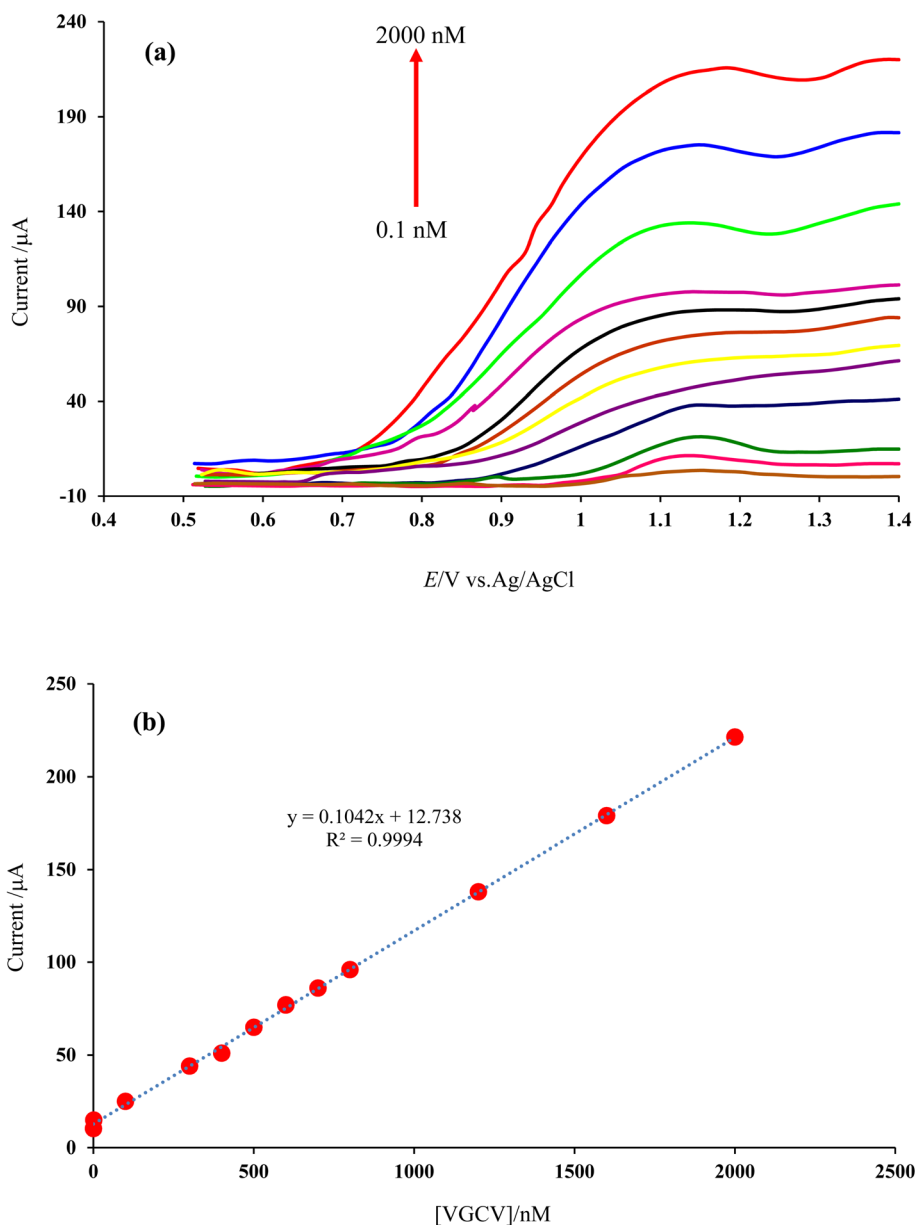 (a)
2000 nM
0.1 nM
Current /µA
240
190
140
90
40
-10
0.4 0.5 0.6 0.7 0.8 0.9 1 1.1 1.2 1.3 1.4
E/V vs.Ag/AgCl
(b)
y = 0.1042x + 12.738
R² = 0.9994
Current /µA
250
200
150
100
50
0
0 500 1000 1500 2000 2500
[VGCV]/nM